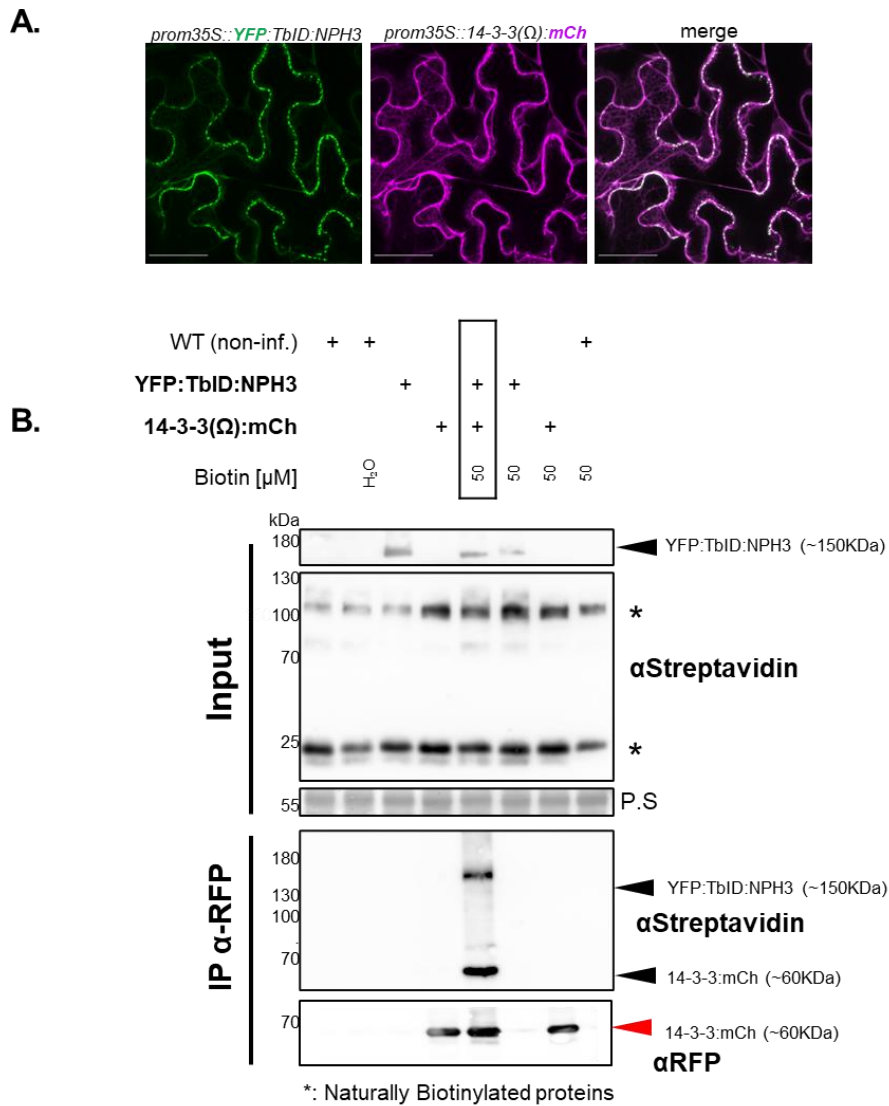 A.
prom35S::YFP:TbID:NPH3
prom35S::14-3-3(Ω):mCh
merge
WT (non-inf.) + + +
YFP:TbID:NPH3 + + +
B.
14-3-3(Ω):mCh + + +
Biotin [µM] H₂O 50 50 50 50
kDa
Input
180
YFP:TbID:NPH3 (~150KDa)
130
100
*
70
αStreptavidin
25
*
55
P.S
IP α-RFP
180
YFP:TbID:NPH3 (~150KDa)
130
100
αStreptavidin
70
14-3-3:mCh (~60KDa)
70
14-3-3:mCh (~60KDa)
αRFP
*: Naturally Biotinylated proteins